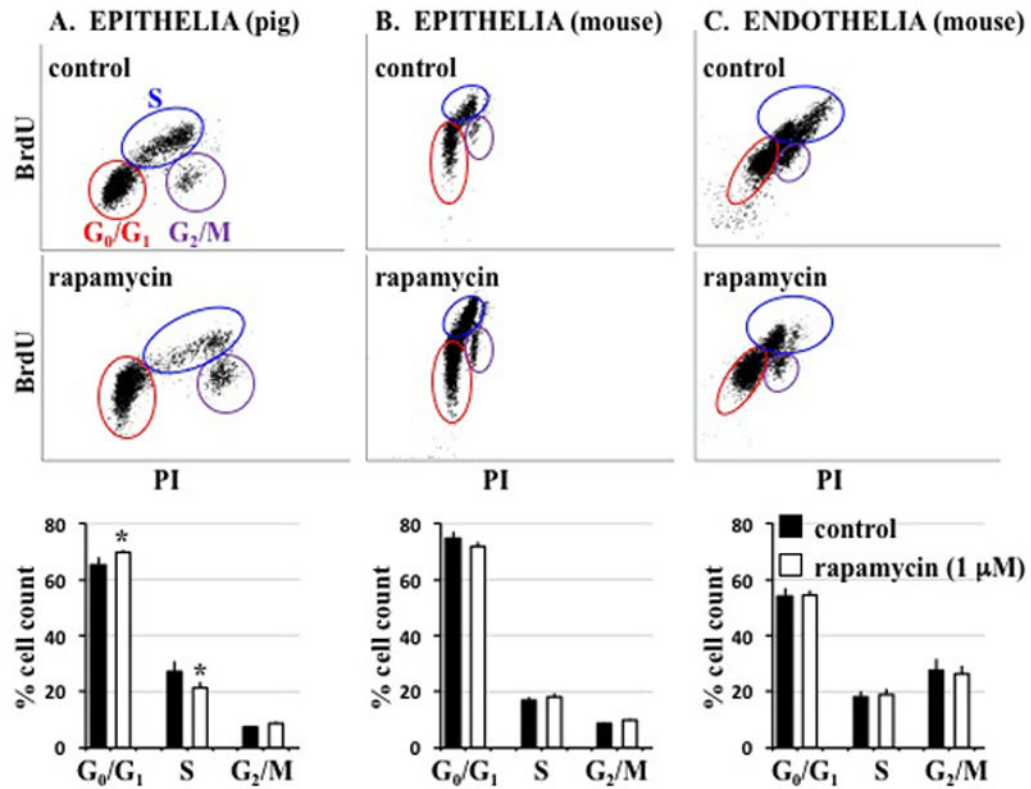 A. EPITHELIA (pig)
B. EPITHELIA (mouse)
C. ENDOTHELIA (mouse)
control
control
control
S
BrdU
G₀/G₁
G₂/M
rapamycin
rapamycin
rapamycin
BrdU
PI
PI
PI
% cell count
80
60
40
20
0
*
*
G₀/G₁
S
G₂/M
% cell count
80
60
40
20
0
G₀/G₁
S
G₂/M
% cell count
80
60
40
20
0
control
rapamycin (1 μM)
G₀/G₁
S
G₂/M